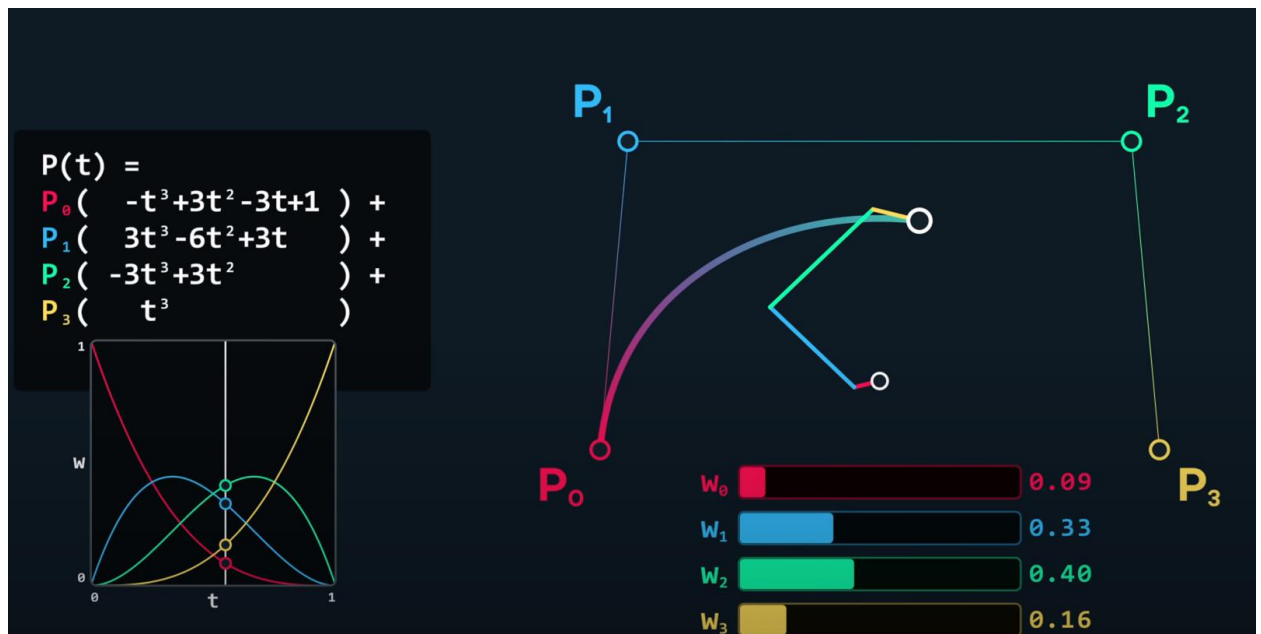 P₁
P₂
P(t) =
P₀( -t³+3t²-3t+1 ) +
P₁( 3t³-6t²+3t ) +
P₂( -3t³+3t² ) +
P₃( t³ )
1
W
0
0
t
1
P₀
P₃
W₀ 0.09
W₁ 0.33
W₂ 0.40
W₃ 0.16